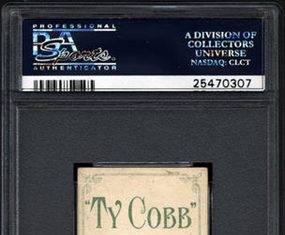 PROFESSIONAL
PSA
Sports
AUTHENTICATOR
A DIVISION OF
COLLECTORS
UNIVERSE
NASDAQ: CLCT
25470307
"TY COBB"